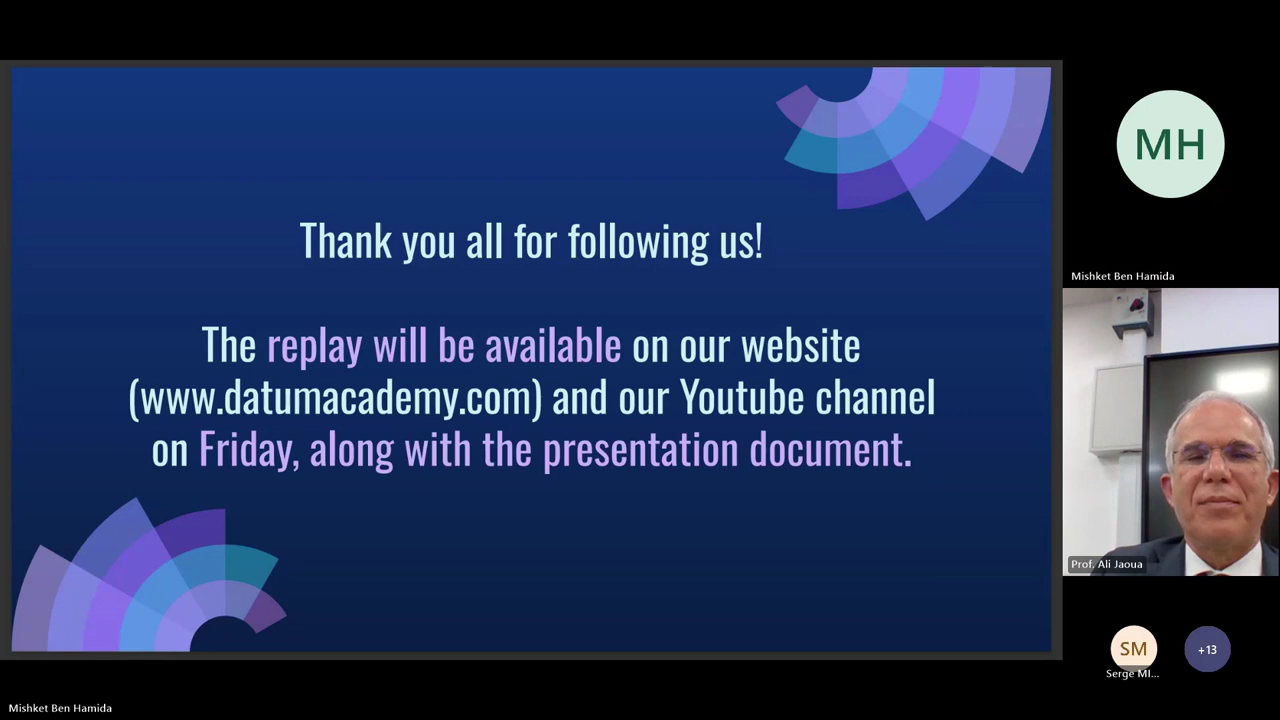 Thank you all for following us!
The replay will be available on our website
(www.datumacademy.com) and our Youtube channel
on Friday, along with the presentation document.
MH
Mishket Ben Hamida
Prof. Ali Jaoua
SM
+13
Serge MI...
Mishket Ben Hamida